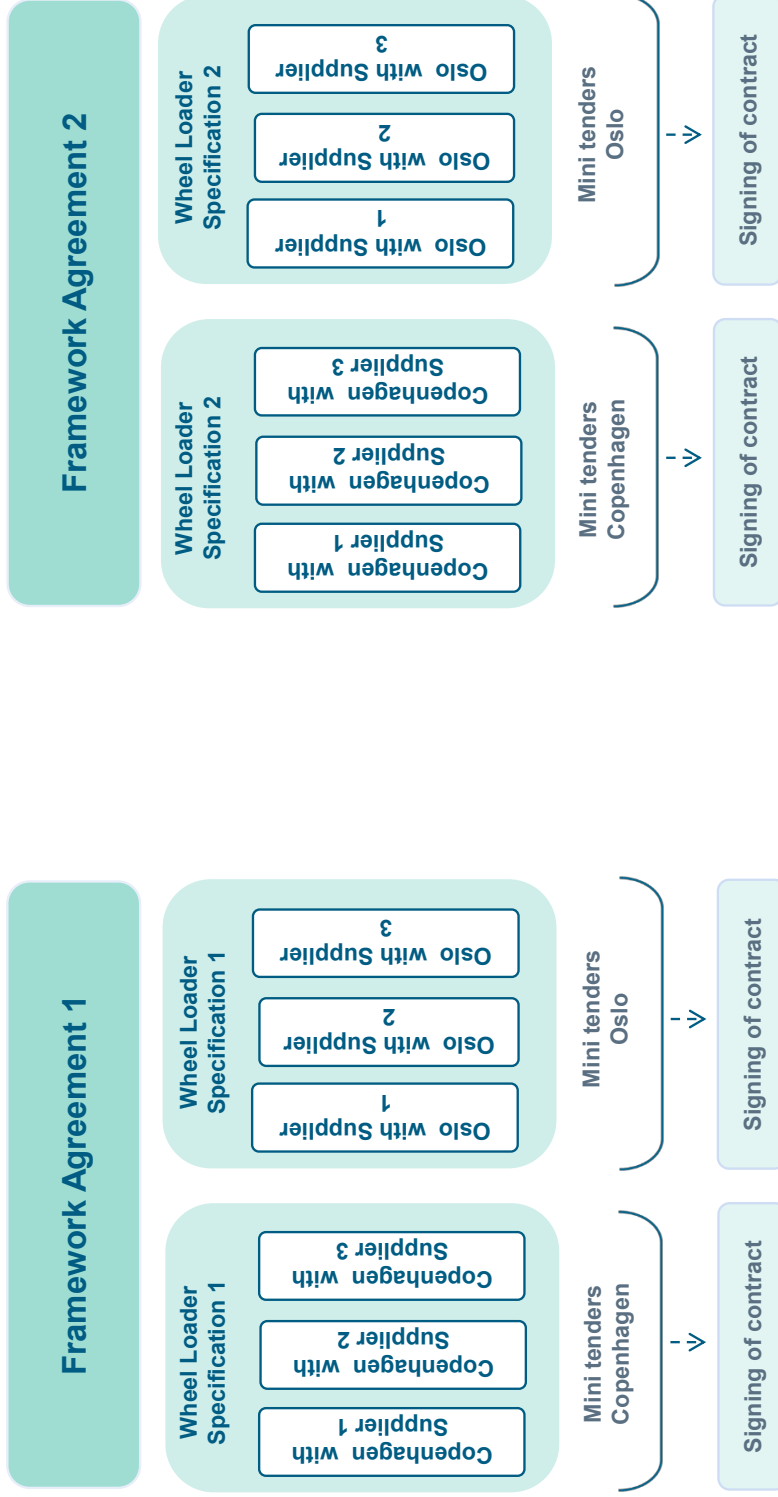 Framework Agreement 1
Wheel Loader
Specification 1
Copenhagen with
Supplier 1
Copenhagen with
Supplier 2
Copenhagen with
Supplier 3
Mini tenders
Copenhagen
Signing of contract
Wheel Loader
Specification 1
Oslo with Supplier
1
Oslo with Supplier
2
Oslo with Supplier
3
Mini tenders
Oslo
Signing of contract
Framework Agreement 2
Wheel Loader
Specification 2
Copenhagen with
Supplier 1
Copenhagen with
Supplier 2
Copenhagen with
Supplier 3
Mini tenders
Copenhagen
Signing of contract
Wheel Loader
Specification 2
Oslo with Supplier
1
Oslo with Supplier
2
Oslo with Supplier
3
Mini tenders
Oslo
Signing of contract